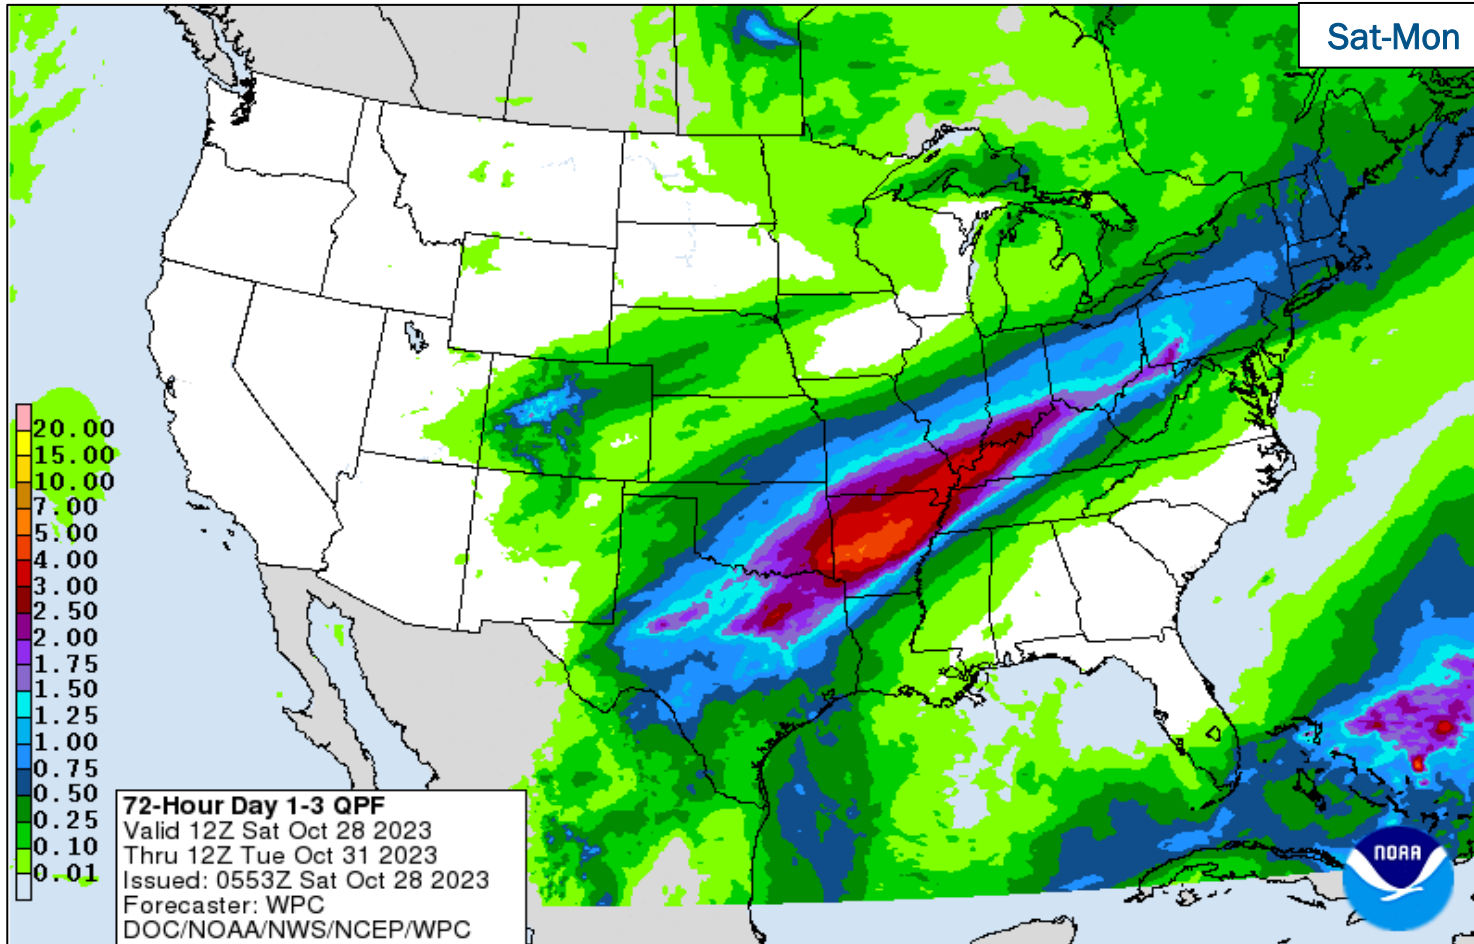 Sat-Mon
20.00
15.00
10.00
7.00
5.00
4.00
3.00
2.50
2.00
1.75
1.50
1.25
1.00
0.75
0.50
0.25
0.10
0.01
72-Hour Day 1-3 QPF
Valid 12Z Sat Oct 28 2023
Thru 12Z Tue Oct 31 2023
Issued: 0553Z Sat Oct 28 2023
Forecaster: WPC
DOC/NOAA/NWS/NCEP/WPC
NOAA